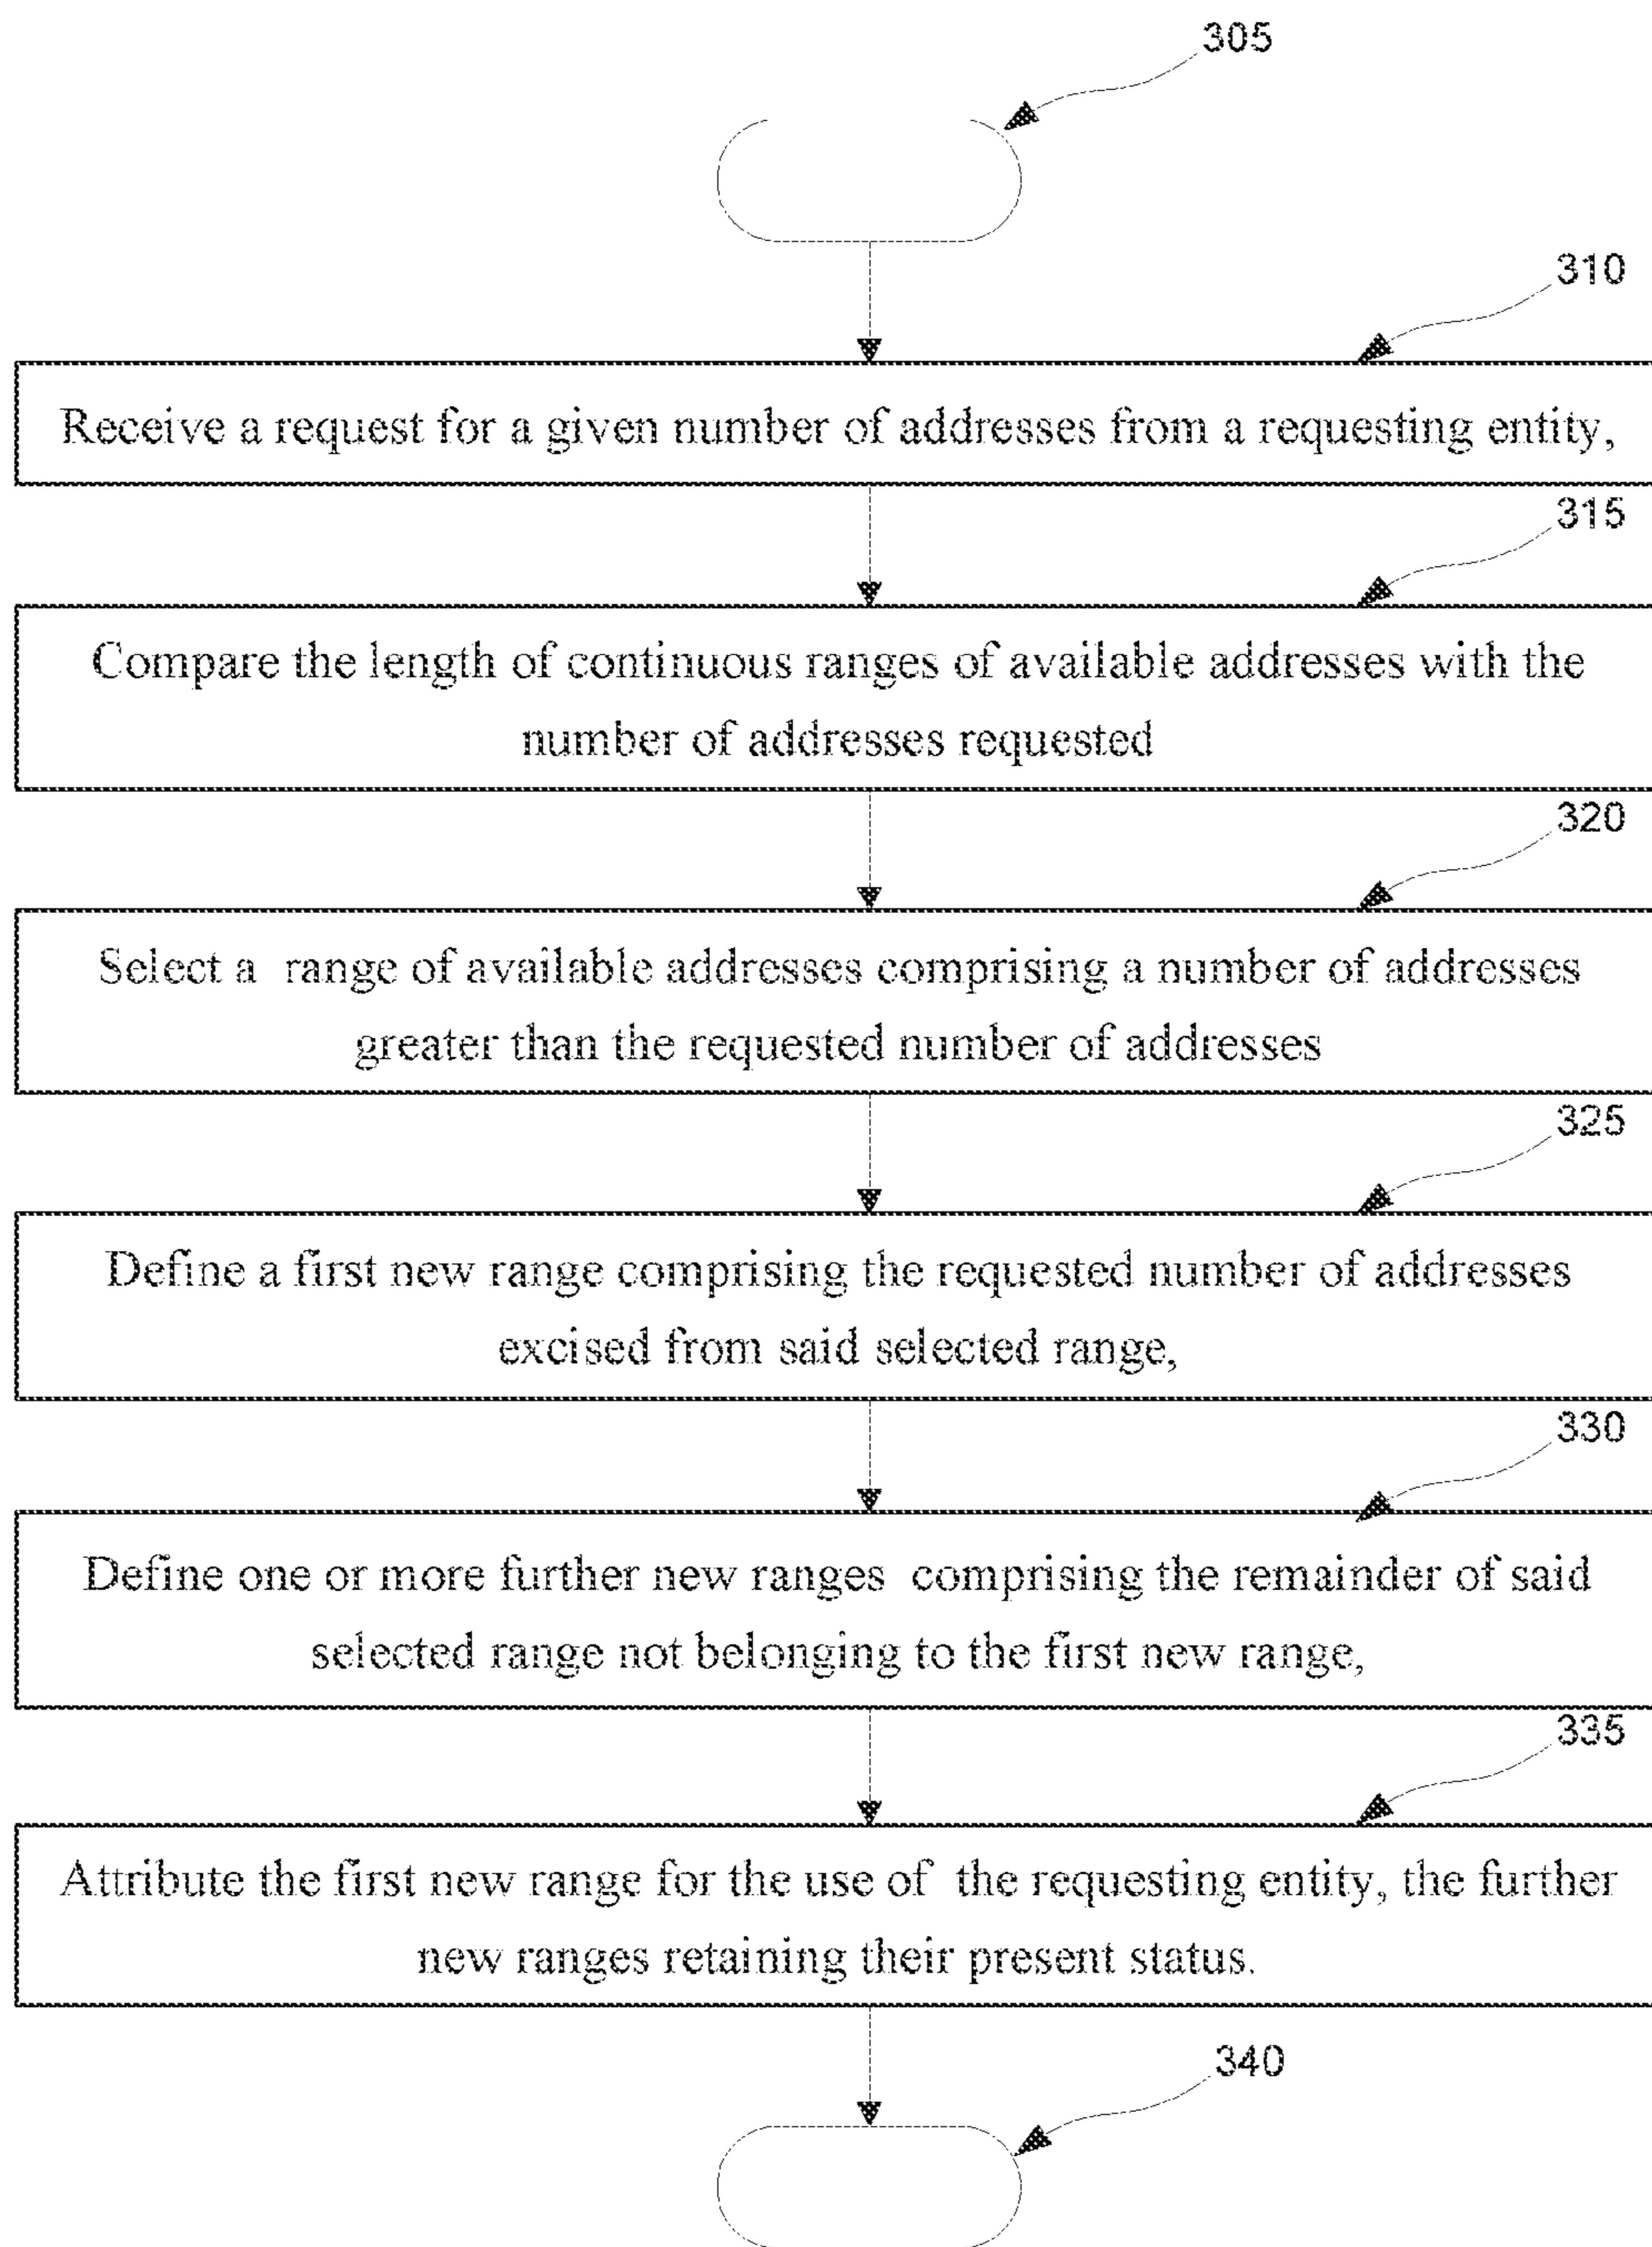 305
310
Receive a request for a given number of addresses from a requesting entity,
315
Compare the length of continuous ranges of available addresses with the
number of addresses requested
320
Select a range of available addresses comprising a number of addresses
greater than the requested number of addresses
325
Define a first new range comprising the requested number of addresses
excised from said selected range,
330
Define one or more further new ranges comprising the remainder of said
selected range not belonging to the first new range,
335
Attribute the first new range for the use of the requesting entity, the further
new ranges retaining their present status.
340